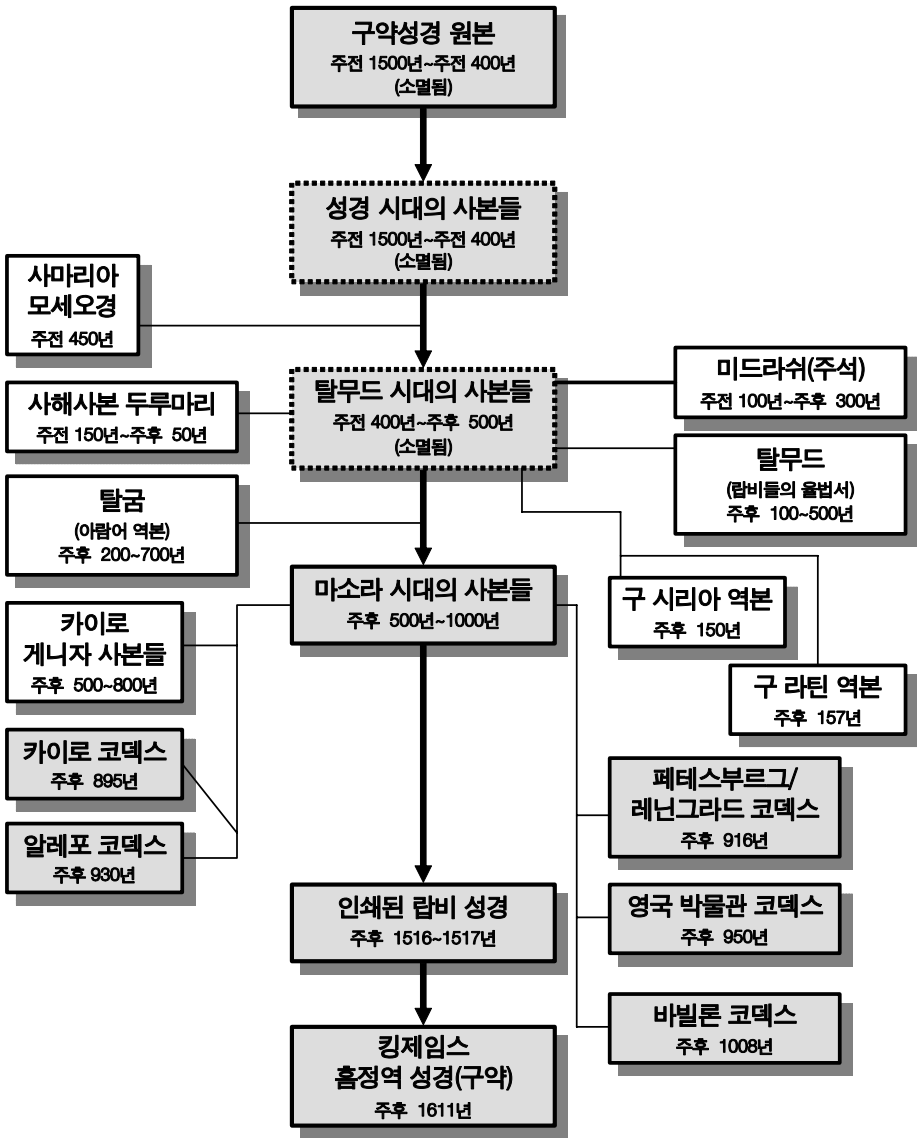 구약성경 원본
주전 1500년~주전 400년
(소멸됨)
성경 시대의 사본들
주전 1500년~주전 400년
(소멸됨)
사마리아
모세오경
주전 450년
탈무드 시대의 사본들
주전 400년~주후 500년
(소멸됨)
미드라쉬(주석)
주전 100년~주후 300년
사해사본 두루마리
주전 150년~주후 50년
탈무드
(랍비들의 율법서)
주후 100~500년
탈굼
(아람어 역본)
주후 200~700년
마소라 시대의 사본들
주후 500년~1000년
구 시리아 역본
주후 150년
카이로
게니자 사본들
주후 500~800년
구 라틴 역본
주후 157년
카이로 코덱스
주후 895년
페테스부르그/
레닌그라드 코덱스
주후 916년
알레포 코덱스
주후 930년
인쇄된 랍비 성경
주후 1516~1517년
영국 박물관 코덱스
주후 950년
바빌론 코덱스
주후 1008년
킹제임스
흠정역 성경(구약)
주후 1611년